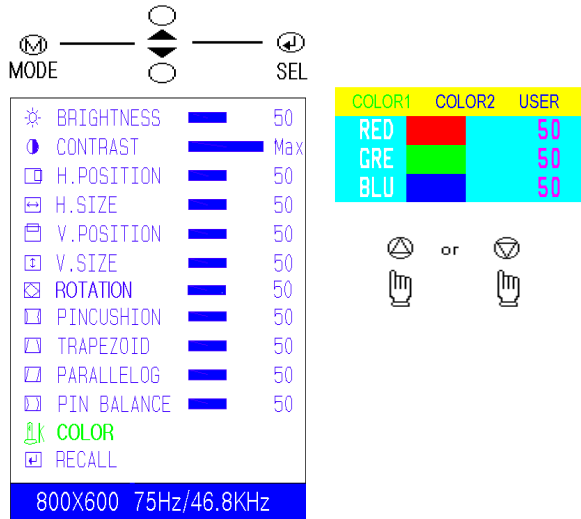 M
MODE
SEL
BRIGHTNESS 50
CONTRAST Max
H.POSITION 50
H.SIZE 50
V.POSITION 50
V.SIZE 50
ROTATION 50
PINCUSHION 50
TRAPEZOID 50
PARALLELOG 50
PIN BALANCE 50
K COLOR
RECALL
800X600 75Hz/46.8KHz
COLOR1 COLOR2 USER
RED 50
GRE 50
BLU 50
or